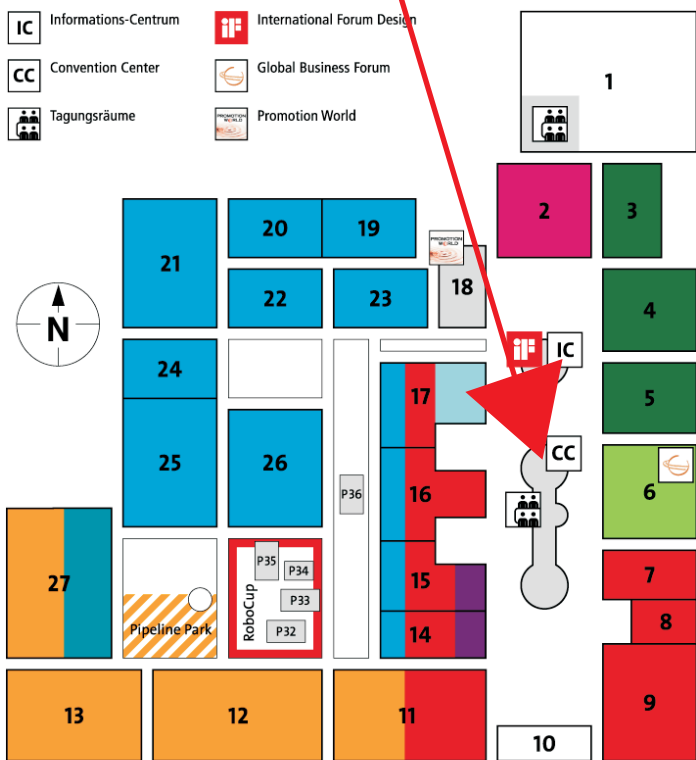 IC Informations-Centrum
iF International Forum Design
CC Convention Center
Global Business Forum
Tagungsräume
PROMOTION WORLD Promotion World
1
2
3
20
19
21
PROMOTION WORLD
22
23
18
4
N
iF
IC
24
17
5
25
26
CC
P36
16
6
27
P35
P34
15
7
P33
RoboCup
8
Pipeline Park
P32
14
13
12
11
9
10